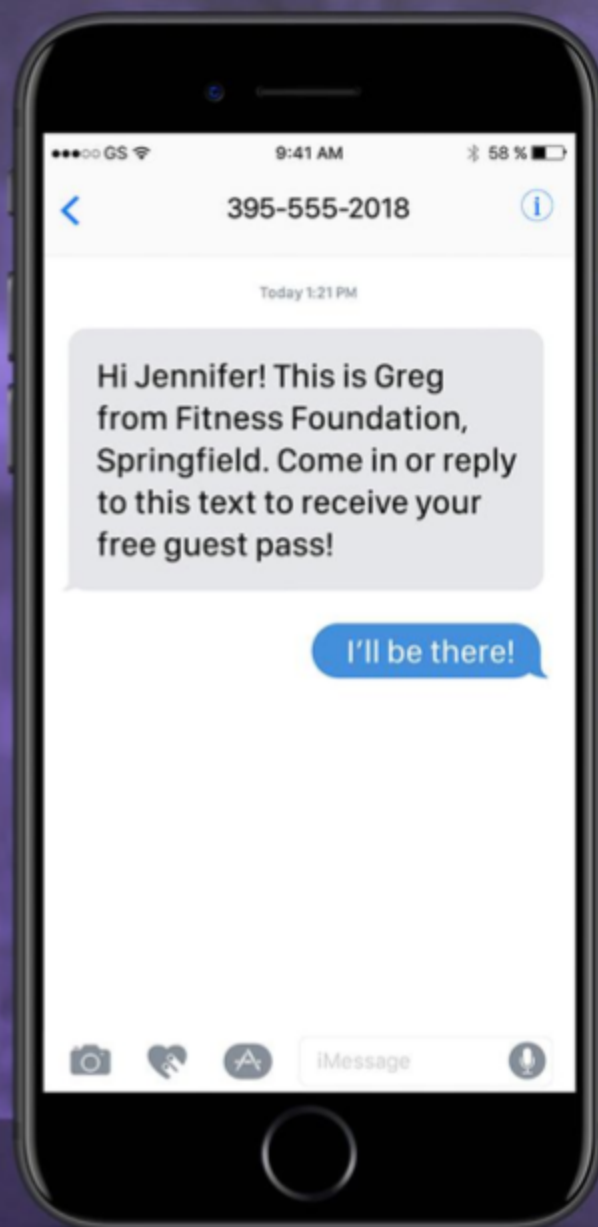 GS 9:41 AM 58 %
395-555-2018
Today 1:21 PM
Hi Jennifer! This is Greg
from Fitness Foundation,
Springfield. Come in or reply
to this text to receive your
free guest pass!
I'll be there!
iMessage